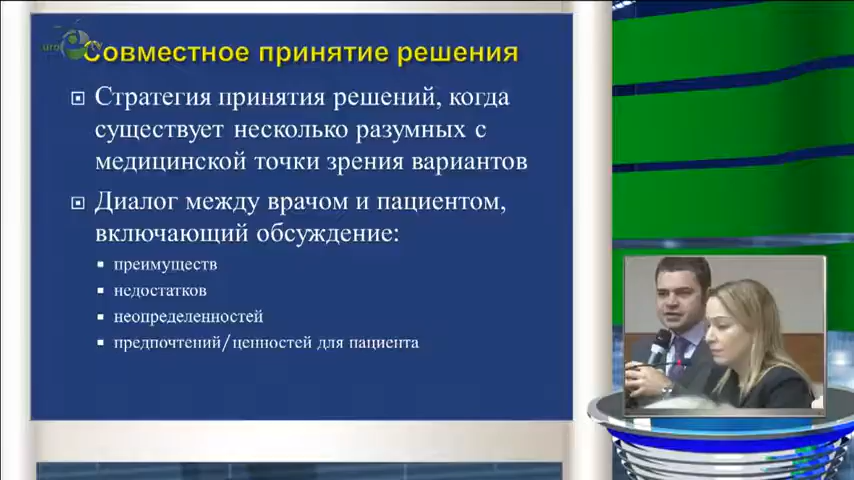 Совместное принятие решения
Стратегия принятия решений, когда
существует несколько разумных с
медицинской точки зрения вариантов
Диалог между врачом и пациентом,
включающий обсуждение:
преимуществ
недостатков
неопределенностей
предпочтений/ценностей для пациента